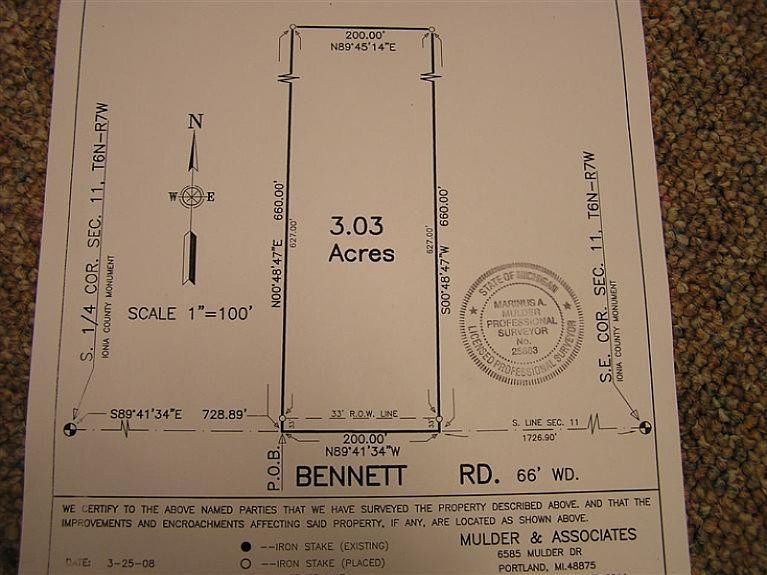 200.00'
N89°45'14"E
N
W E
S. 1/4 COR. SEC. 11, T6N-R7W
IONIA COUNTY MONUMENT
N00°48'47"E 660.00'
627.00'
3.03
Acres
627.00'
S00°48'47"W 660.00'
SCALE 1"=100'
STATE OF MICHIGAN
MARINUS A.
MULDER
PROFESSIONAL
SURVEYOR
No.
25603
LICENSED PROFESSIONAL SURVEYOR
S.E. COR. SEC. 11, T6N-R7W
IONIA COUNTY MONUMENT
S89°41'34"E 728.89'
33'
33' R.O.W. LINE
33'
S. LINE SEC. 11
1726.90'
200.00'
N89°41'34"W
P.O.B.
BENNETT RD. 66' WD.
WE CERTIFY TO THE ABOVE NAMED PARTIES THAT WE HAVE SURVEYED THE PROPERTY DESCRIBED ABOVE. AND THAT THE
IMPROVEMENTS AND ENCROACHMENTS AFFECTING SAID PROPERTY, IF ANY, ARE LOCATED AS SHOWN ABOVE.
DATE: 3-25-08
--IRON STAKE (EXISTING)
--IRON STAKE (PLACED)
MULDER & ASSOCIATES
6585 MULDER DR
PORTLAND, MI.48875